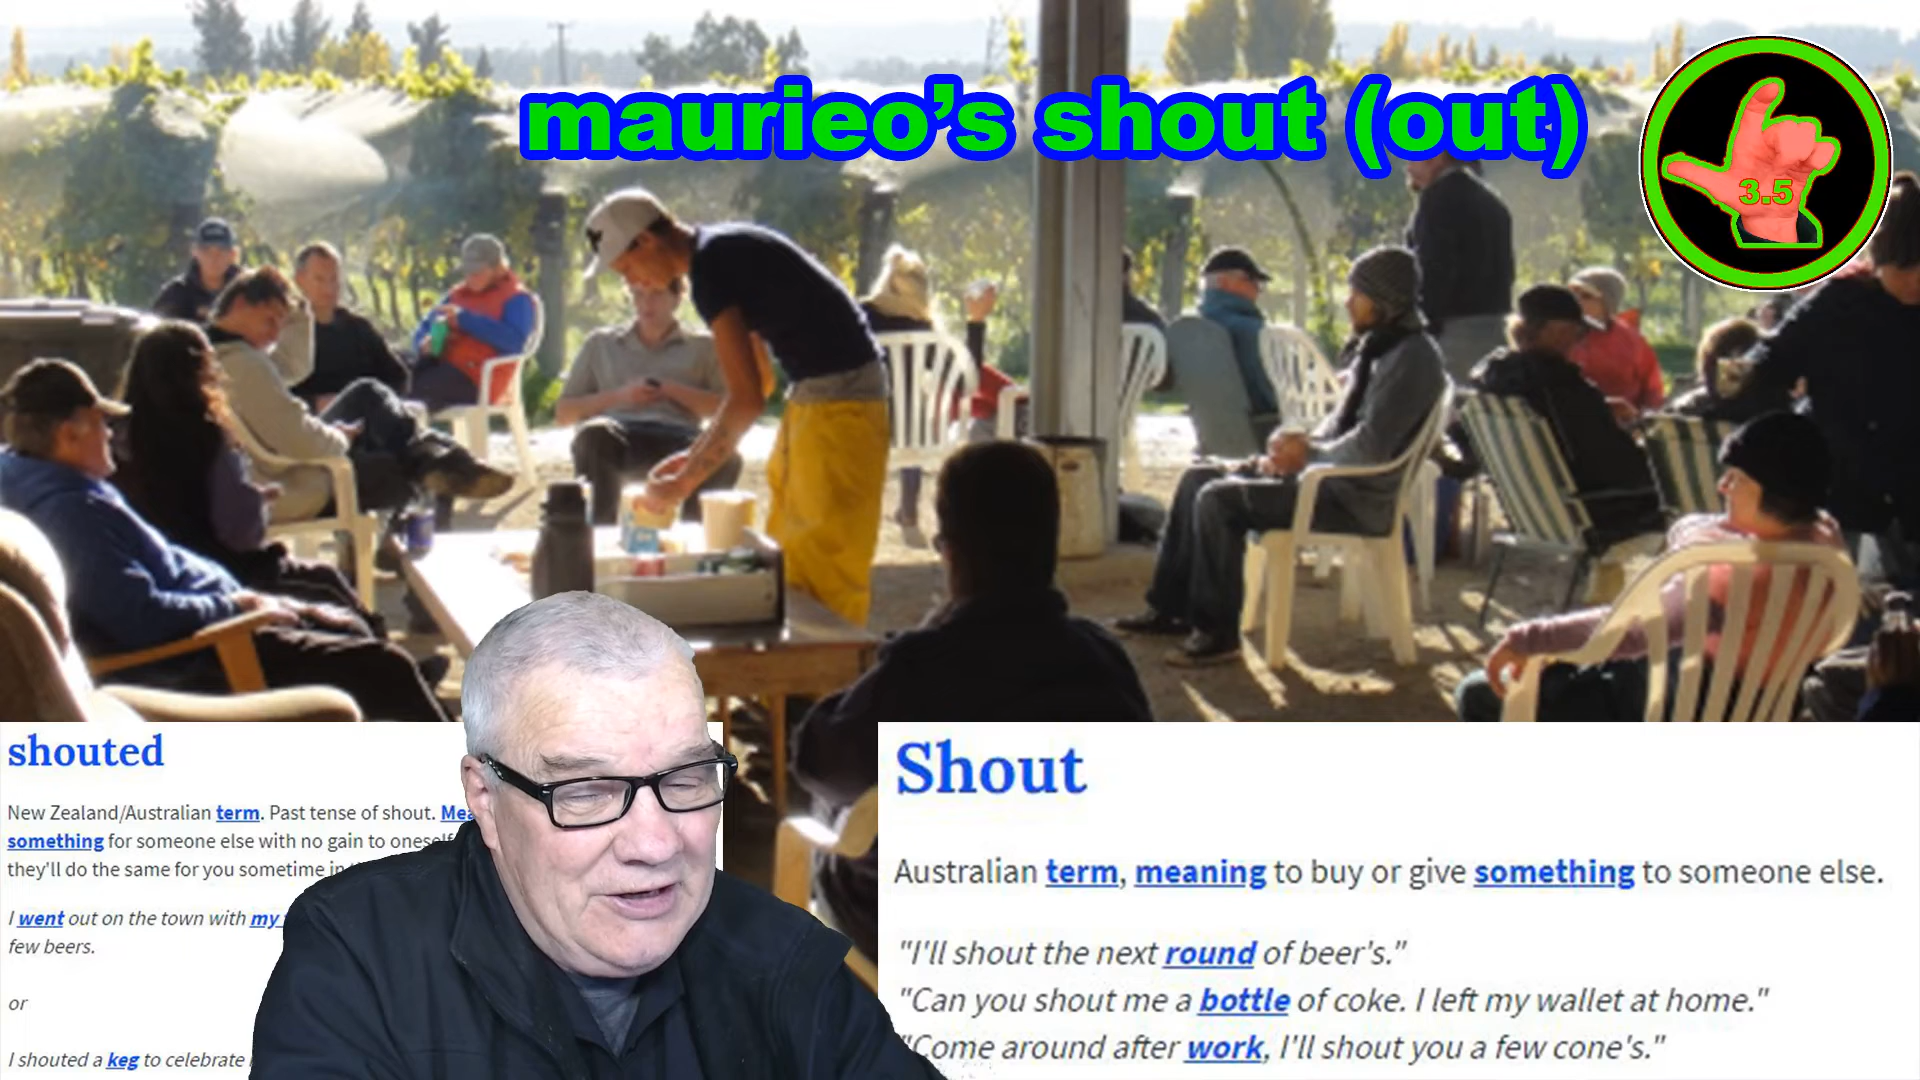 maurieo’s shout (out)
3.5
shouted
New Zealand/Australian term. Past tense of shout.
something for someone else with no gain to
they'll do the same for you sometime
I went out on the town with my
few beers.
or
I shouted a keg to celebrate
Shout
Australian term, meaning to buy or give something to someone else.
"I'll shout the next round of beer's."
"Can you shout me a bottle of coke. I left my wallet at home."
"Come around after work, I'll shout you a few cone's."